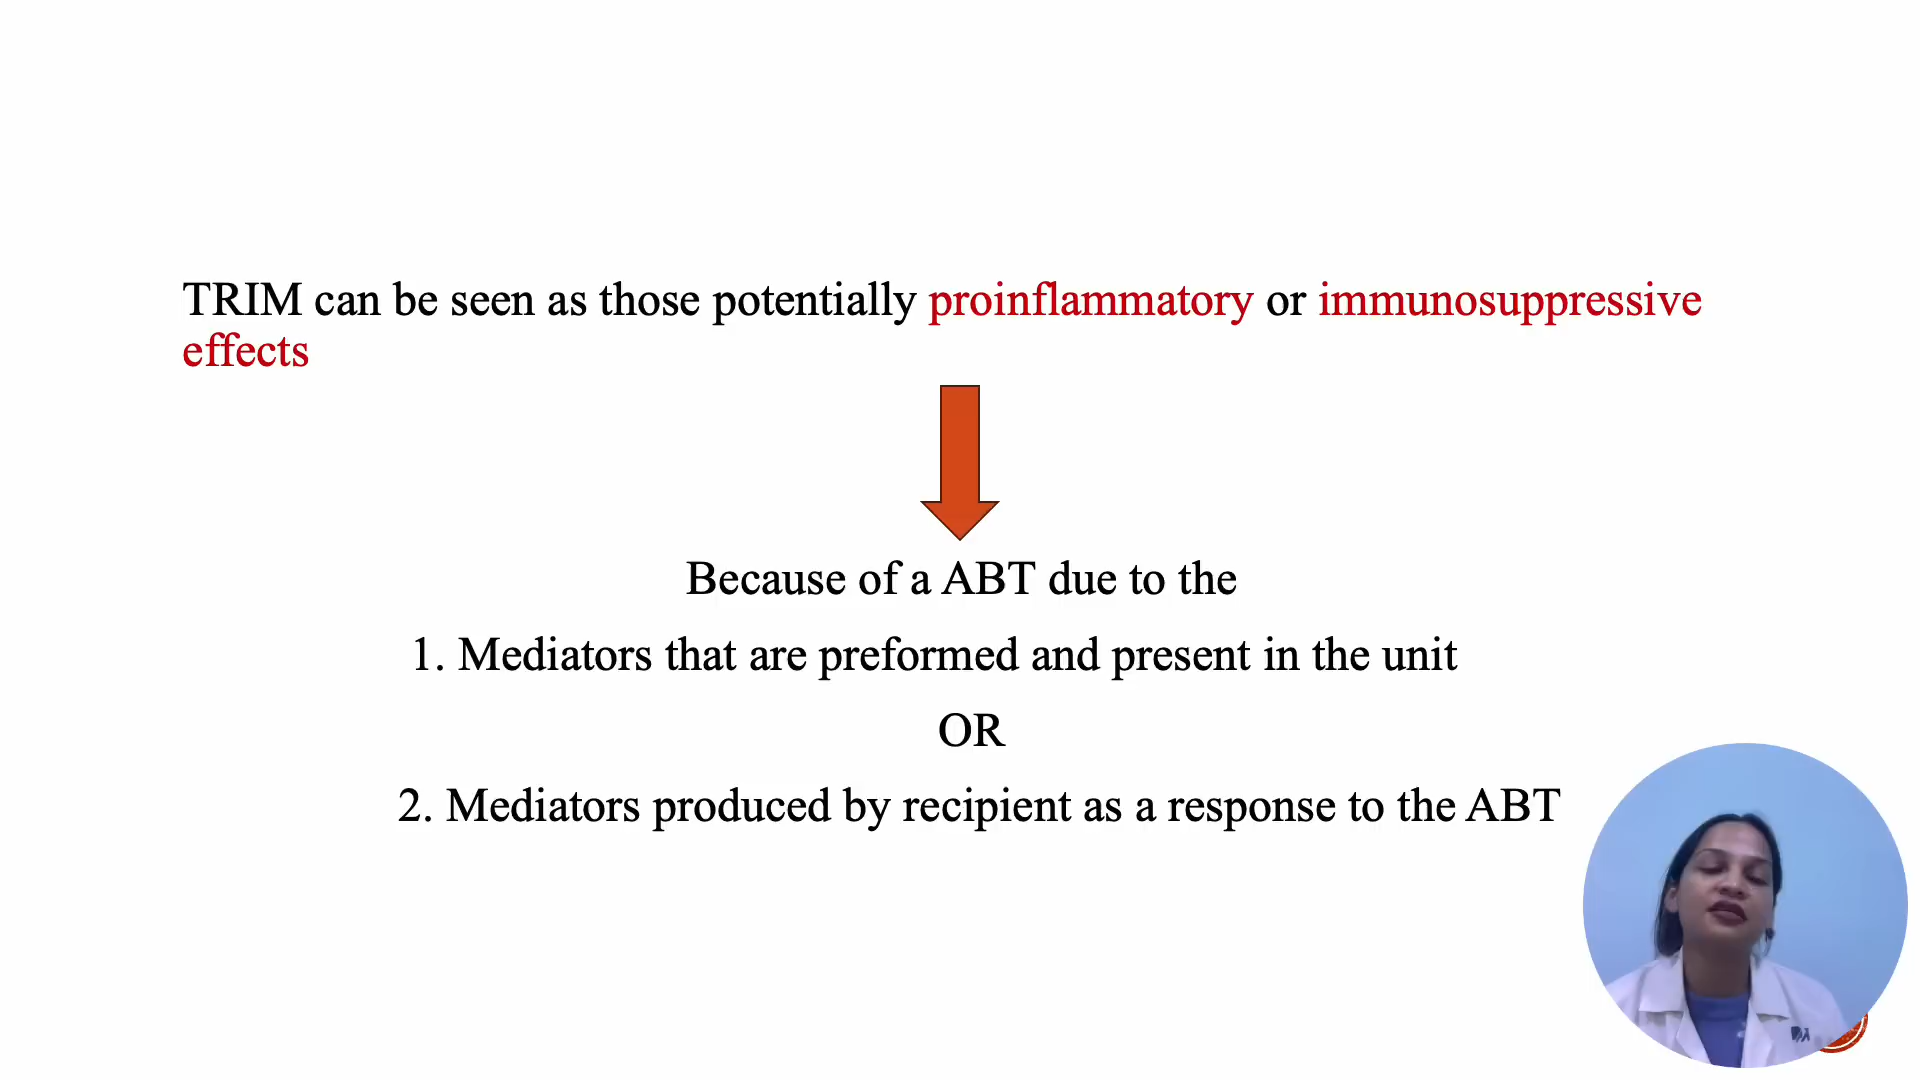 TRIM can be seen as those potentially proinflammatory or immunosuppressive
effects
Because of a ABT due to the
1. Mediators that are preformed and present in the unit
OR
2. Mediators produced by recipient as a response to the ABT